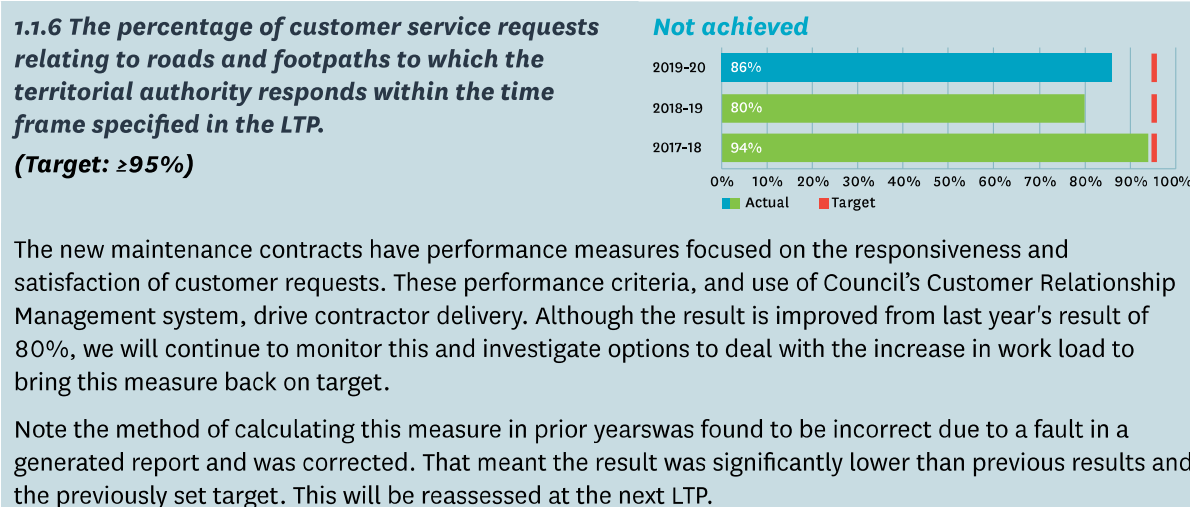 1.1.6 The percentage of customer service requests
relating to roads and footpaths to which the
territorial authority responds within the time
frame specified in the LTP.
(Target: ≥95%)
Not achieved
2019-20 86%
2018-19 80%
2017-18 94%
0% 10% 20% 30% 40% 50% 60% 70% 80% 90% 100%
Actual Target
The new maintenance contracts have performance measures focused on the responsiveness and
satisfaction of customer requests. These performance criteria, and use of Council’s Customer Relationship
Management system, drive contractor delivery. Although the result is improved from last year's result of
80%, we will continue to monitor this and investigate options to deal with the increase in work load to
bring this measure back on target.
Note the method of calculating this measure in prior yearswas found to be incorrect due to a fault in a
generated report and was corrected. That meant the result was significantly lower than previous results and
the previously set target. This will be reassessed at the next LTP.